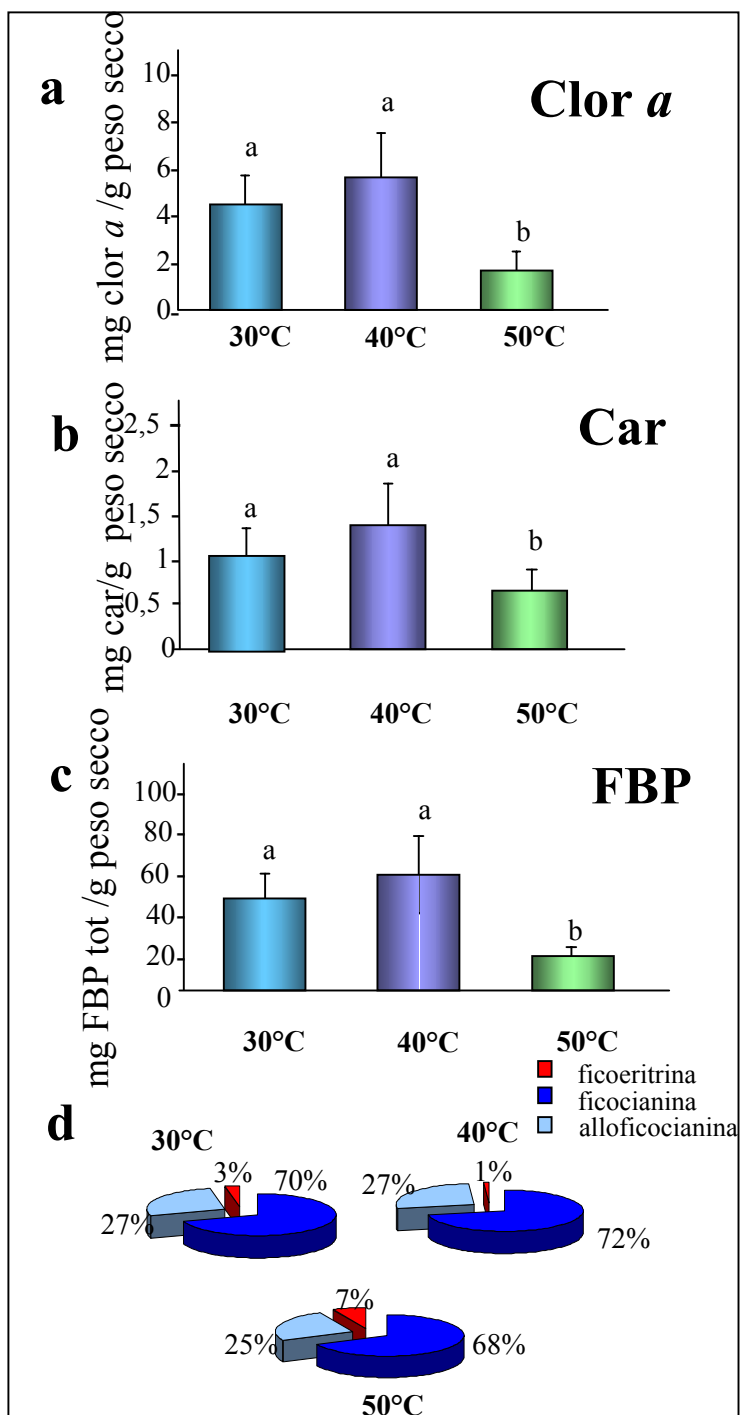 a
Clor a
mg clor a /g peso secco
10
8
6
4
2
0
a
a
b
30°C 40°C 50°C
b
Car
mg car/g peso secco
2,5
2
1,5
1
0,5
0
a
a
b
30°C 40°C 50°C
c
FBP
mg FBP tot /g peso secco
100
80
60
40
20
0
a
a
b
30°C 40°C 50°C
ficoeritrina
ficocianina
alloficocianina
d
30°C
3% 70%
27%
40°C
27% 1%
72%
7%
25% 68%
50°C